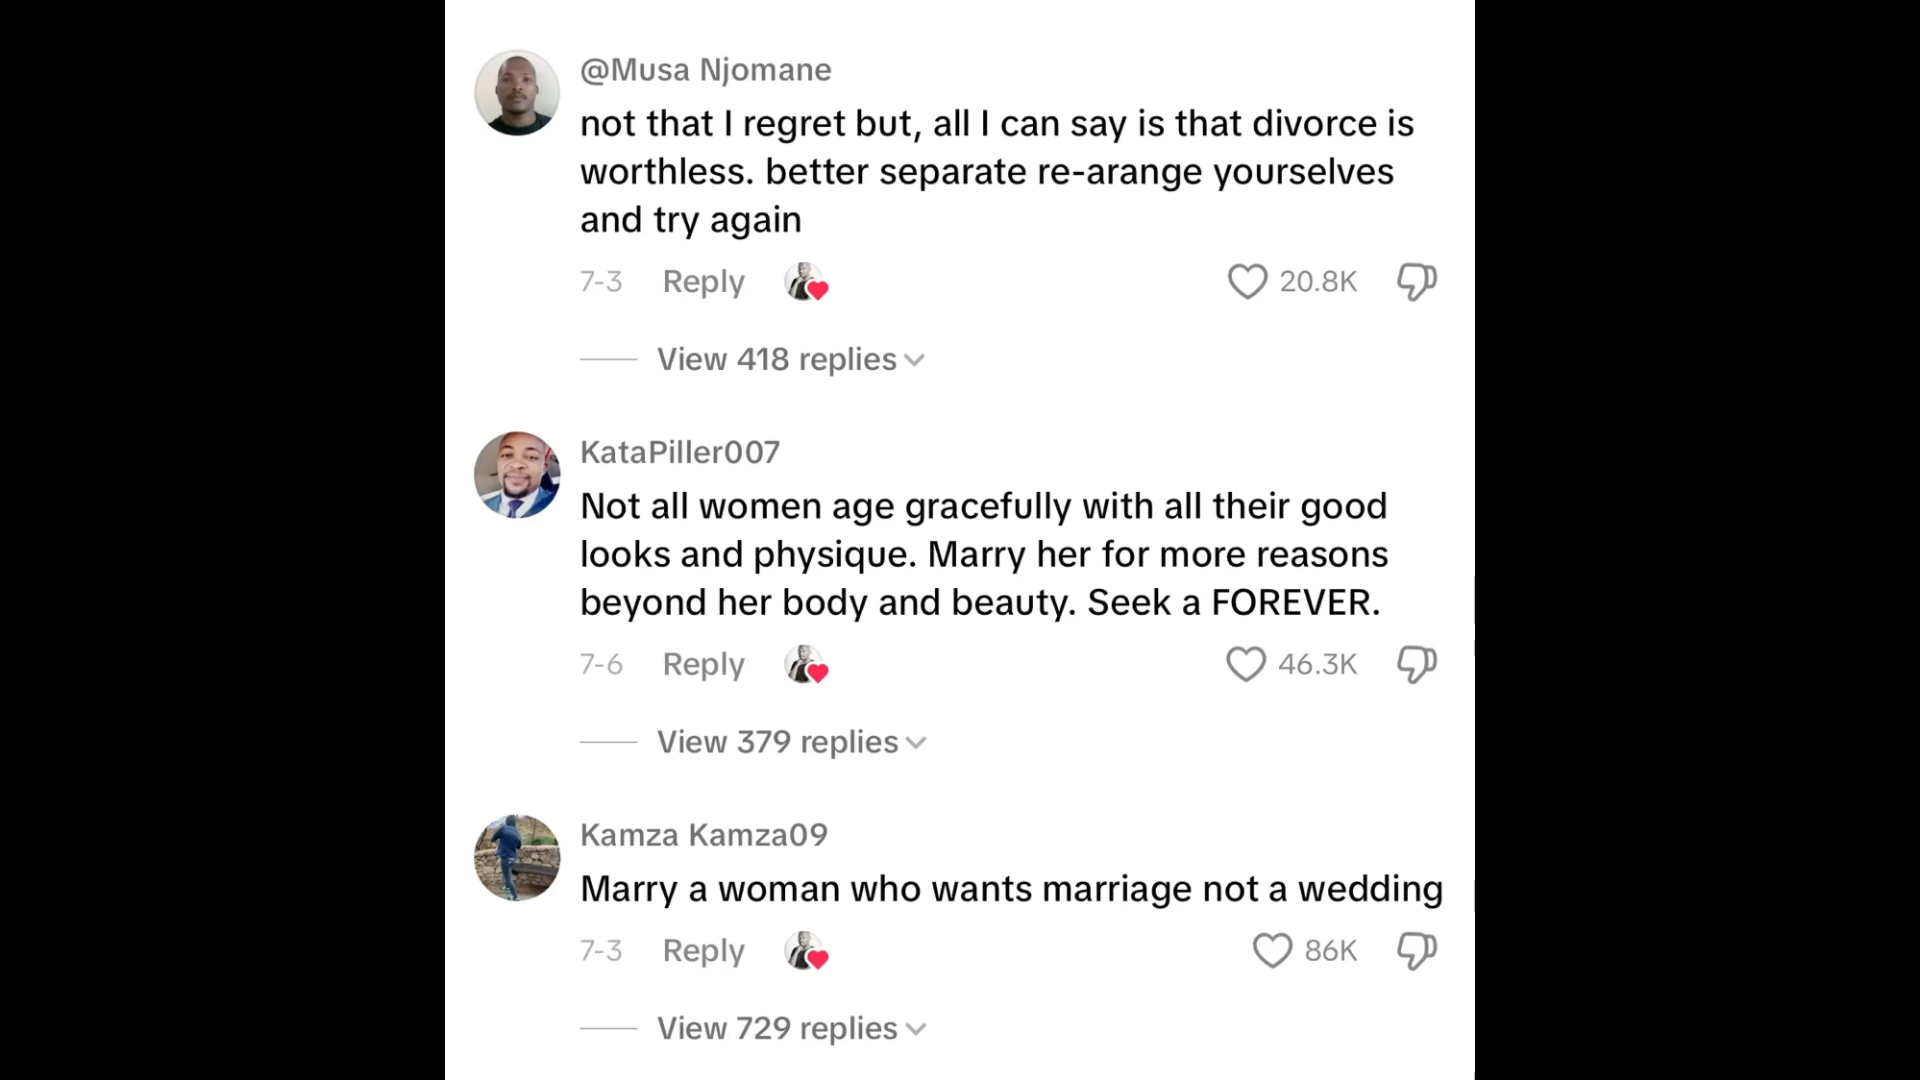 @Musa Njomane
not that I regret but, all I can say is that divorce is
worthless. better separate re-arange yourselves
and try again
7-3 Reply 20.8K
View 418 replies
KataPiller007
Not all women age gracefully with all their good
looks and physique. Marry her for more reasons
beyond her body and beauty. Seek a FOREVER.
7-6 Reply 46.3K
View 379 replies
Kamza Kamza09
Marry a woman who wants marriage not a wedding
7-3 Reply 86K
View 729 replies